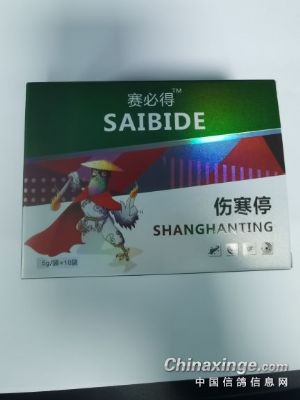 赛必得™
SAIBIDE
伤寒停
SHANGHANTING
5g/袋*10袋
Chinaxinge.com
中国信鸽信息网